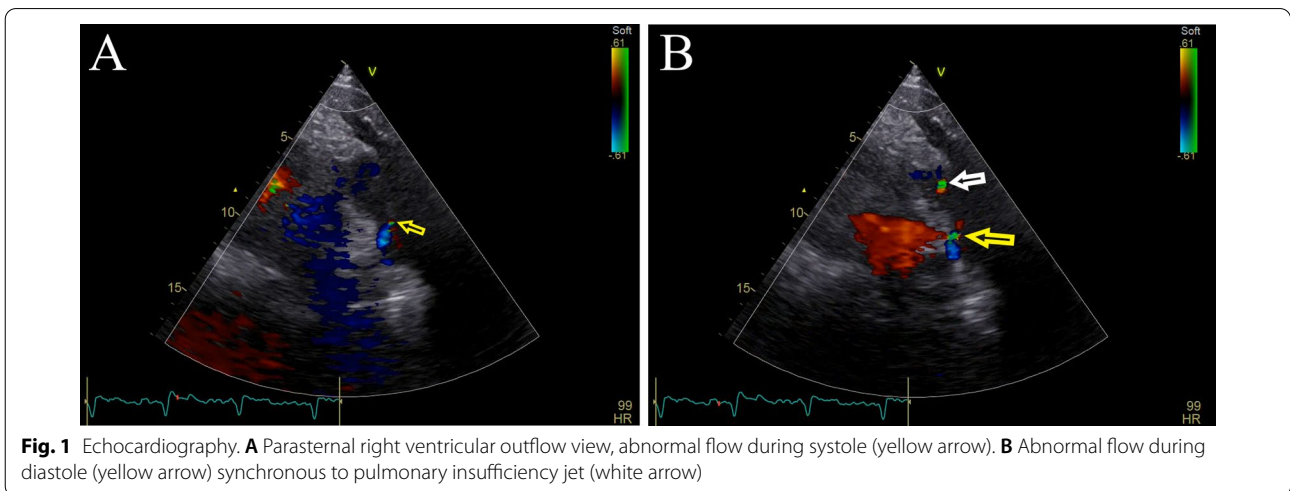 A
V
Soft
.61
-.61
5
10
15
99
HR
B
V
Soft
.61
-.61
5
10
15
99
HR
Fig. 1 Echocardiography. A Parasternal right ventricular outflow view, abnormal flow during systole (yellow arrow). B Abnormal flow during
diastole (yellow arrow) synchronous to pulmonary insufficiency jet (white arrow)